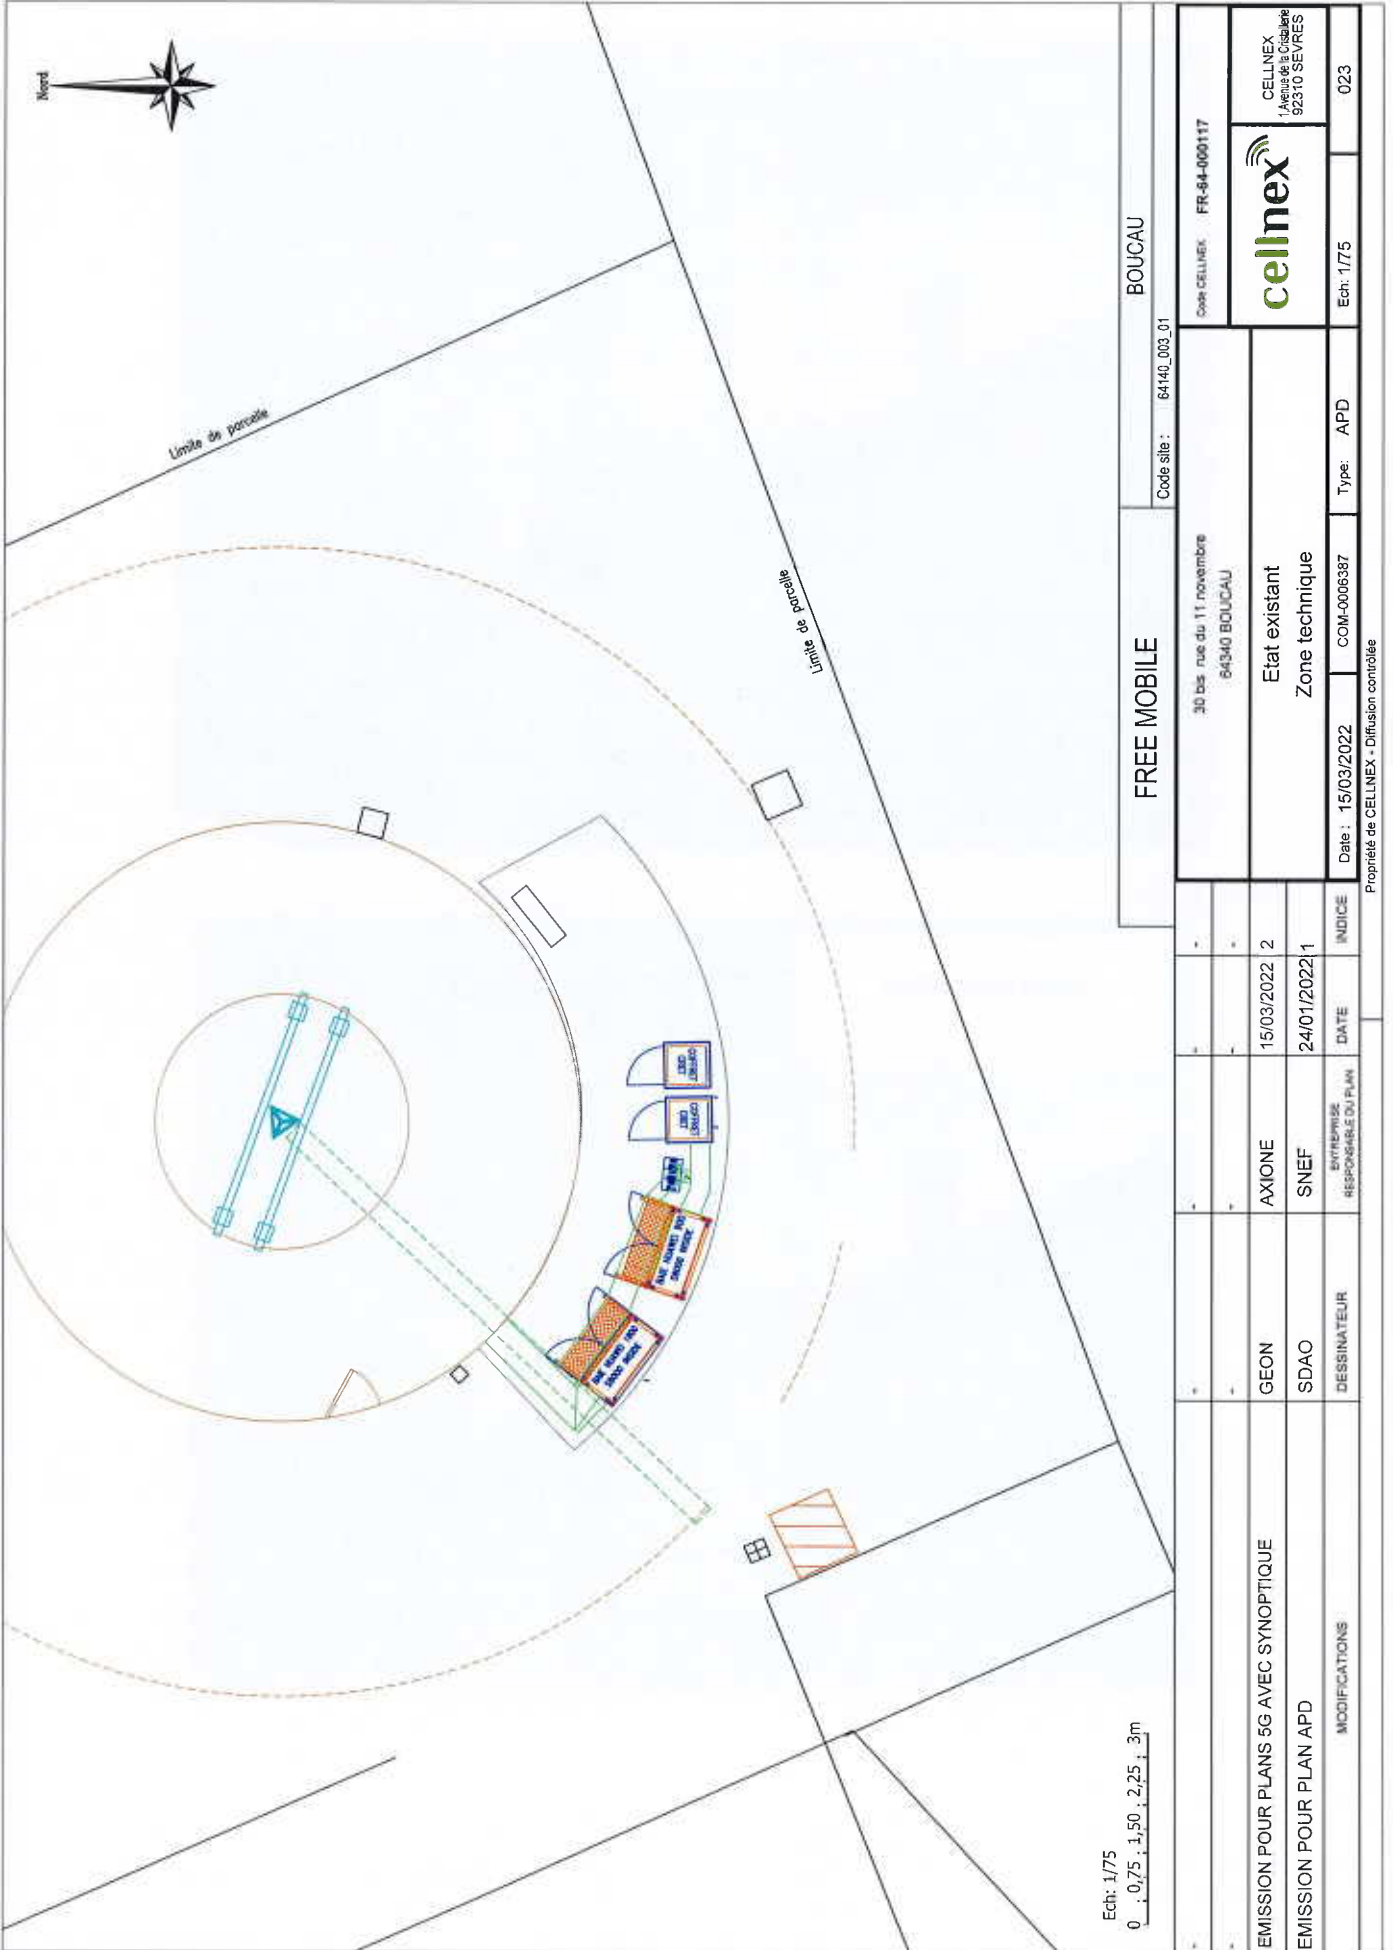 Nord
Limite de parcelle
Limite de parcelle
COFFRET
COFFRET
Ech: 1/75
0 0,75 1,50 2,25 3m
FREE MOBILE
BOUCAU
Code site : 64140_003_01
30 bis rue du 11 novembre
64340 BOUCAU
Code CELLNEX FR-64-000117
Etat existant
Zone technique
cellnex
CELLNEX
1,Avenue de la Cristallerie
92310 SEVRES
Date : 15/03/2022
COM-0006387
Type: APD
Ech: 1/75
023
Propriété de CELLNEX - Diffusion contrôlée
EMISSION POUR PLANS 5G AVEC SYNOPTIQUE GEON AXIONE 15/03/2022 2
EMISSION POUR PLAN APD SDAO SNEF 24/01/2022 1
MODIFICATIONS DESSINATEUR ENTREPRISE RESPONSABLE DU PLAN DATE INDICE